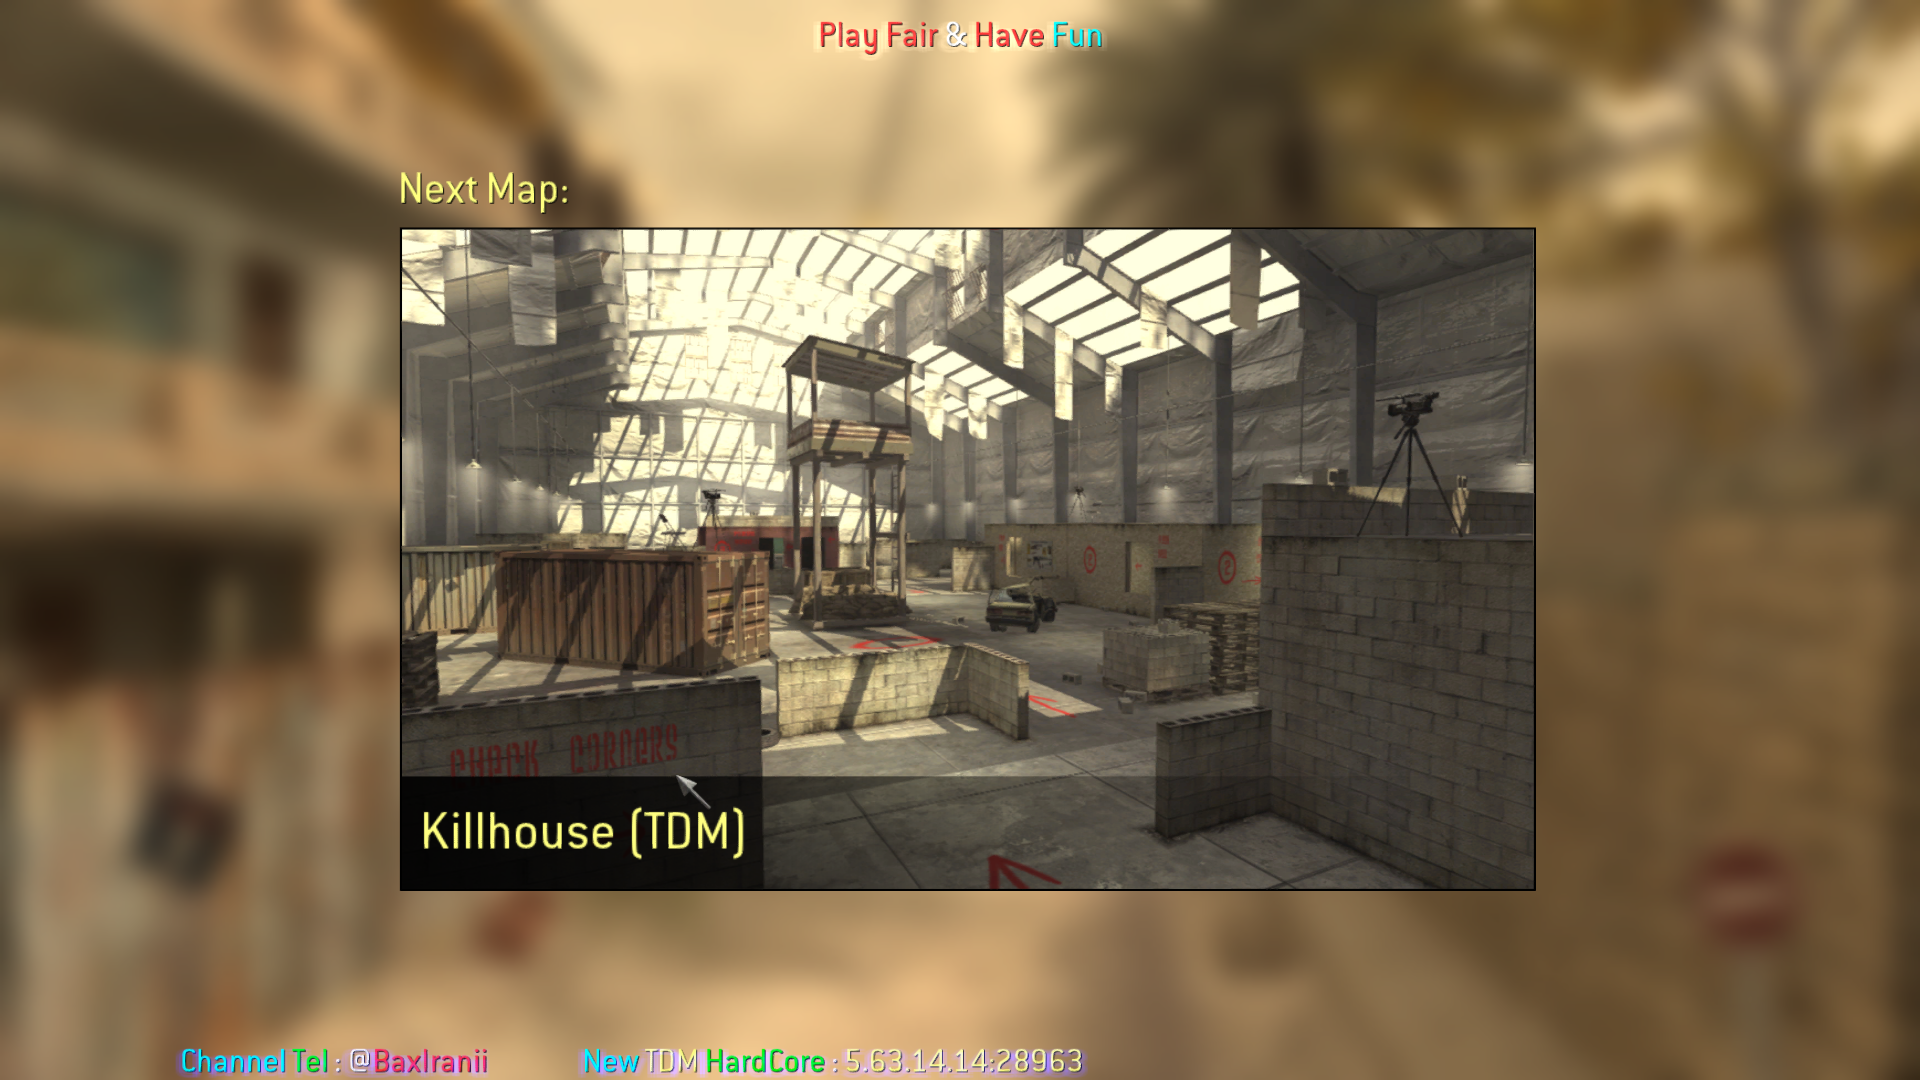 Play Fair & Have Fun
Next Map:
CHECK CORNERS
Killhouse (TDM)
Channel Tel : @BaxIranii
New TDM HardCore : 5.63.14.14:28963